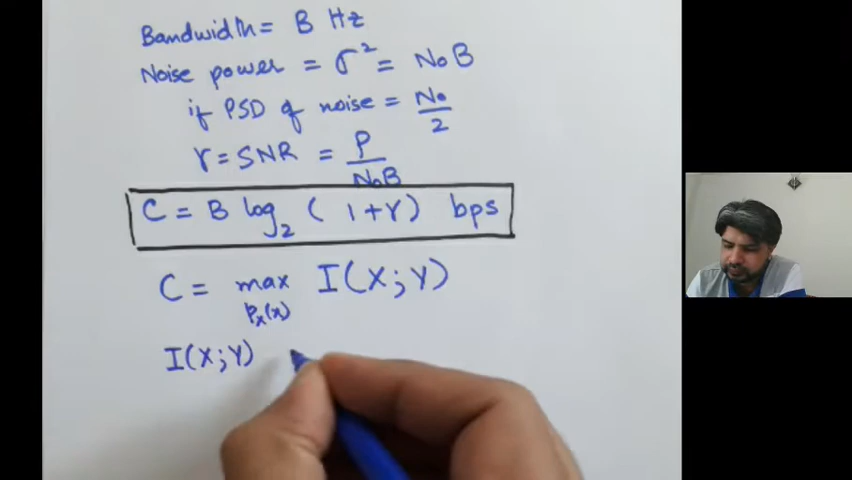 Bandwidth = B Hz
Noise power = σ² = N₀B
if PSD of noise = N₀/2
γ = SNR = P/N₀B
C = B log₂ (1+γ) bps
C = max I(X;Y)
pₓ(x)
I(X;Y)